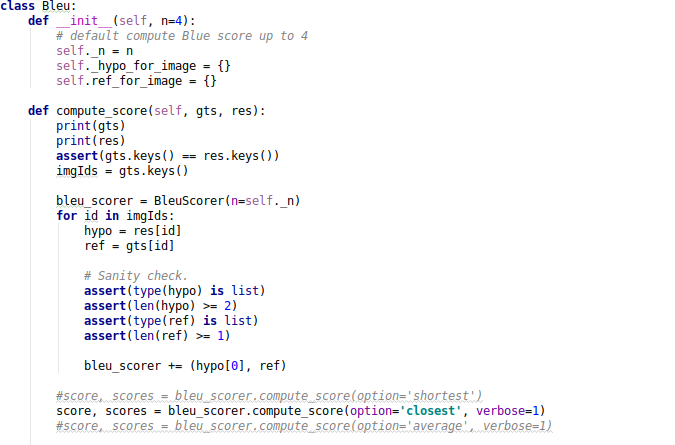 class Bleu:
    def __init__(self, n=4):
        # default compute Blue score up to 4
        self._n = n
        self._hypo_for_image = {}
        self.ref_for_image = {}

    def compute_score(self, gts, res):
        print(gts)
        print(res)
        assert(gts.keys() == res.keys())
        imgIds = gts.keys()

        bleu_scorer = BleuScorer(n=self._n)
        for id in imgIds:
            hypo = res[id]
            ref = gts[id]

            # Sanity check.
            assert(type(hypo) is list)
            assert(len(hypo) >= 2)
            assert(type(ref) is list)
            assert(len(ref) >= 1)

            bleu_scorer += (hypo[0], ref)

        #score, scores = bleu_scorer.compute_score(option='shortest')
        score, scores = bleu_scorer.compute_score(option='closest', verbose=1)
        #score, scores = bleu_scorer.compute_score(option='average', verbose=1)